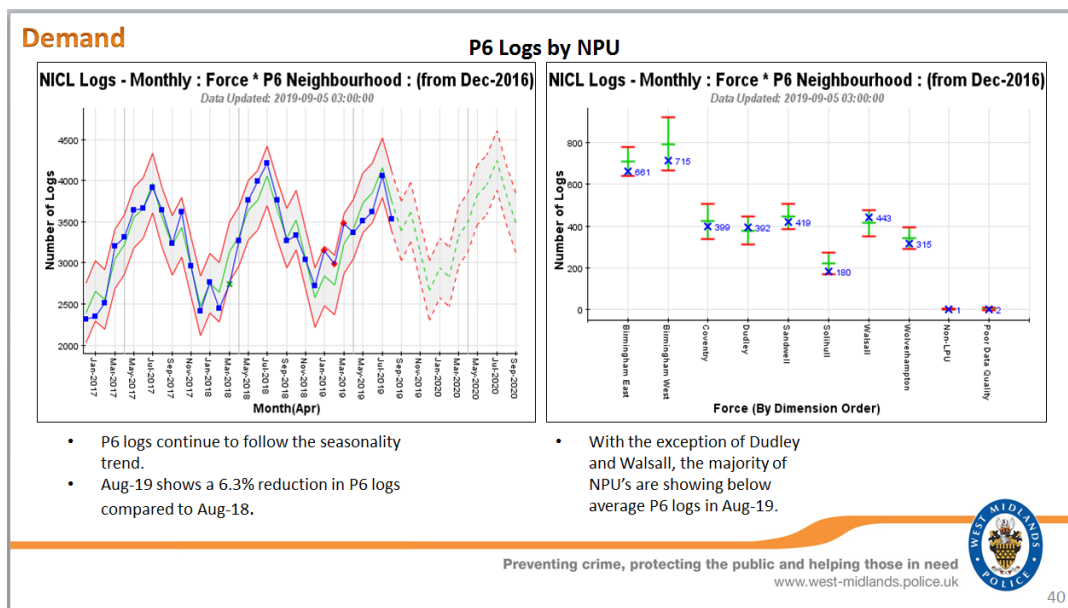 Demand
P6 Logs by NPU
NICL Logs - Monthly : Force * P6 Neighbourhood : (from Dec-2016)
Data Updated: 2019-09-05 03:00:00
Number of Logs
4500
4000
3500
3000
2500
2000
Jan-2017
Mar-2017
May-2017
Jul-2017
Sep-2017
Nov-2017
Jan-2018
Mar-2018
May-2018
Jul-2018
Sep-2018
Nov-2018
Jan-2019
Mar-2019
May-2019
Jul-2019
Sep-2019
Nov-2019
Jan-2020
Mar-2020
May-2020
Jul-2020
Sep-2020
Month(Apr)
NICL Logs - Monthly : Force * P6 Neighbourhood : (from Dec-2016)
Data Updated: 2019-09-05 03:00:00
Number of Logs
800
600
400
200
0
661
715
399
392
419
180
443
315
1
2
Birmingham East
Birmingham West
Coventry
Dudley
Sandwell
Solihull
Walsall
Wolverhampton
Non-LPU
Poor Data Quality
Force (By Dimension Order)
• P6 logs continue to follow the seasonality
trend.
• Aug-19 shows a 6.3% reduction in P6 logs
compared to Aug-18.
• With the exception of Dudley
and Walsall, the majority of
NPU's are showing below
average P6 logs in Aug-19.
Preventing crime, protecting the public and helping those in need
www.west-midlands.police.uk
WEST MIDLANDS
POLICE
40